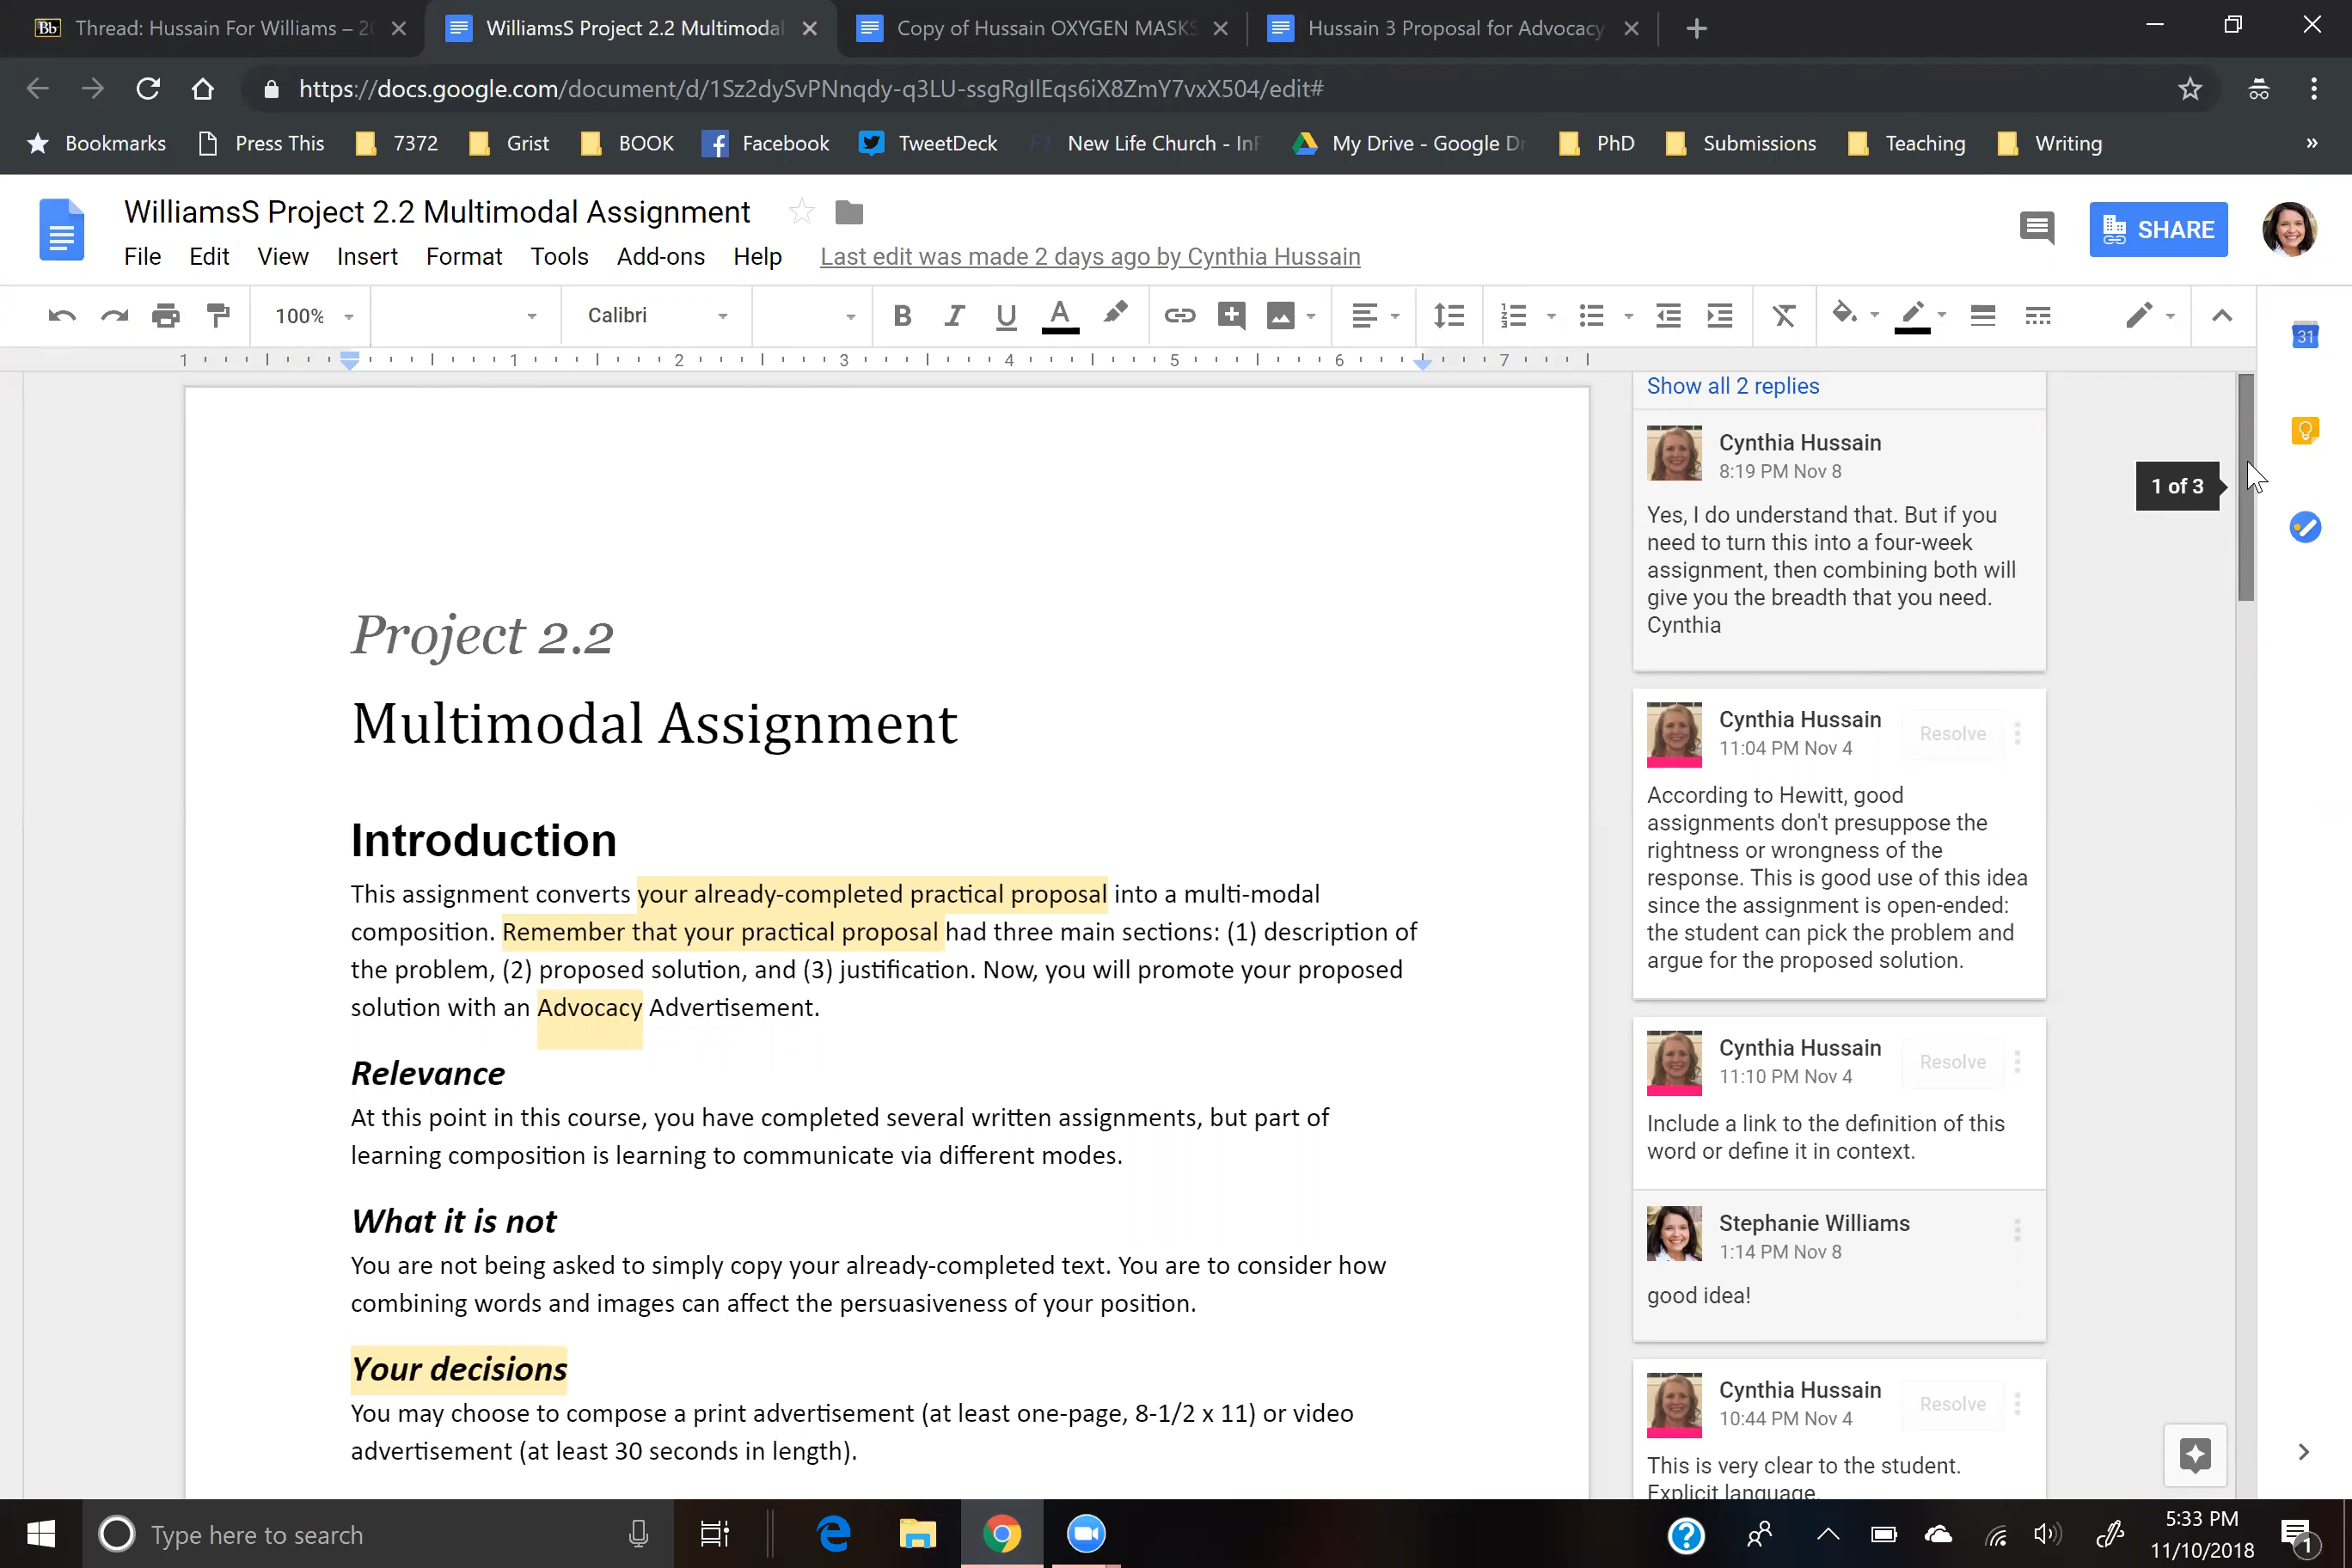 Bb Thread: Hussain For Williams – 20
WilliamsS Project 2.2 Multimodal
Copy of Hussain OXYGEN MASKS
Hussain 3 Proposal for Advocacy
https://docs.google.com/document/d/1Sz2dySvPNnqdy-q3LU-ssgRgIlEqs6iX8ZmY7vxX504/edit#
Bookmarks Press This 7372 Grist BOOK Facebook TweetDeck New Life Church - InF My Drive - Google Dr PhD Submissions Teaching Writing »
WilliamsS Project 2.2 Multimodal Assignment
SHARE
File Edit View Insert Format Tools Add-ons Help Last edit was made 2 days ago by Cynthia Hussain
100% Calibri B I U A
31
1 1 2 3 4 5 6 7
Project 2.2
Multimodal Assignment
Introduction
This assignment converts your already-completed practical proposal into a multi-modal
composition. Remember that your practical proposal had three main sections: (1) description of
the problem, (2) proposed solution, and (3) justification. Now, you will promote your proposed
solution with an Advocacy Advertisement.
Relevance
At this point in this course, you have completed several written assignments, but part of
learning composition is learning to communicate via different modes.
What it is not
You are not being asked to simply copy your already-completed text. You are to consider how
combining words and images can affect the persuasiveness of your position.
Your decisions
You may choose to compose a print advertisement (at least one-page, 8-1/2 x 11) or video
advertisement (at least 30 seconds in length).
Show all 2 replies
Cynthia Hussain
8:19 PM Nov 8
Yes, I do understand that. But if you
need to turn this into a four-week
assignment, then combining both will
give you the breadth that you need.
Cynthia
1 of 3
Cynthia Hussain
Resolve
11:04 PM Nov 4
According to Hewitt, good
assignments don't presuppose the
rightness or wrongness of the
response. This is good use of this idea
since the assignment is open-ended:
the student can pick the problem and
argue for the proposed solution.
Cynthia Hussain
Resolve
11:10 PM Nov 4
Include a link to the definition of this
word or define it in context.
Stephanie Williams
1:14 PM Nov 8
good idea!
Cynthia Hussain
Resolve
10:44 PM Nov 4
This is very clear to the student.
Explicit language.
Type here to search
5:33 PM
11/10/2018
1